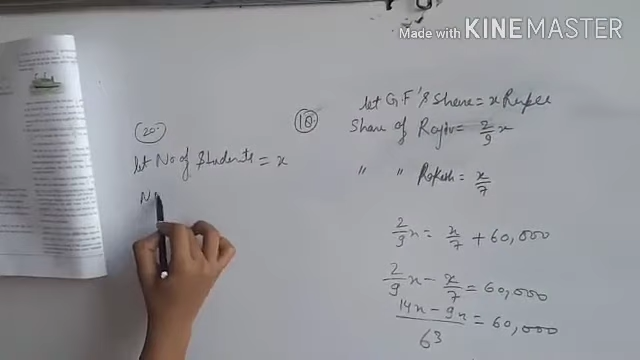 Made with KINEMASTER
20.
let No of Students = x
N
18
let G.F's Share = x Rupee
Share of Rajiv = 2/9 x
" " Rakesh = x/7
2/9 x = x/7 + 60,000
2/9 x - x/7 = 60,000
14x - 9x / 63 = 60,000